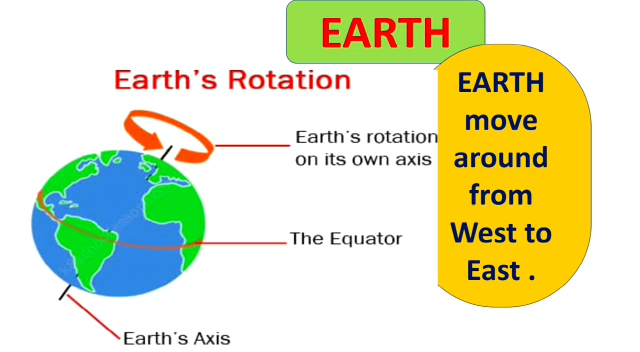 EARTH
Earth's Rotation
Earth's rotation
on its own axis
The Equator
Earth's Axis
EARTH
move
around
from
West to
East .